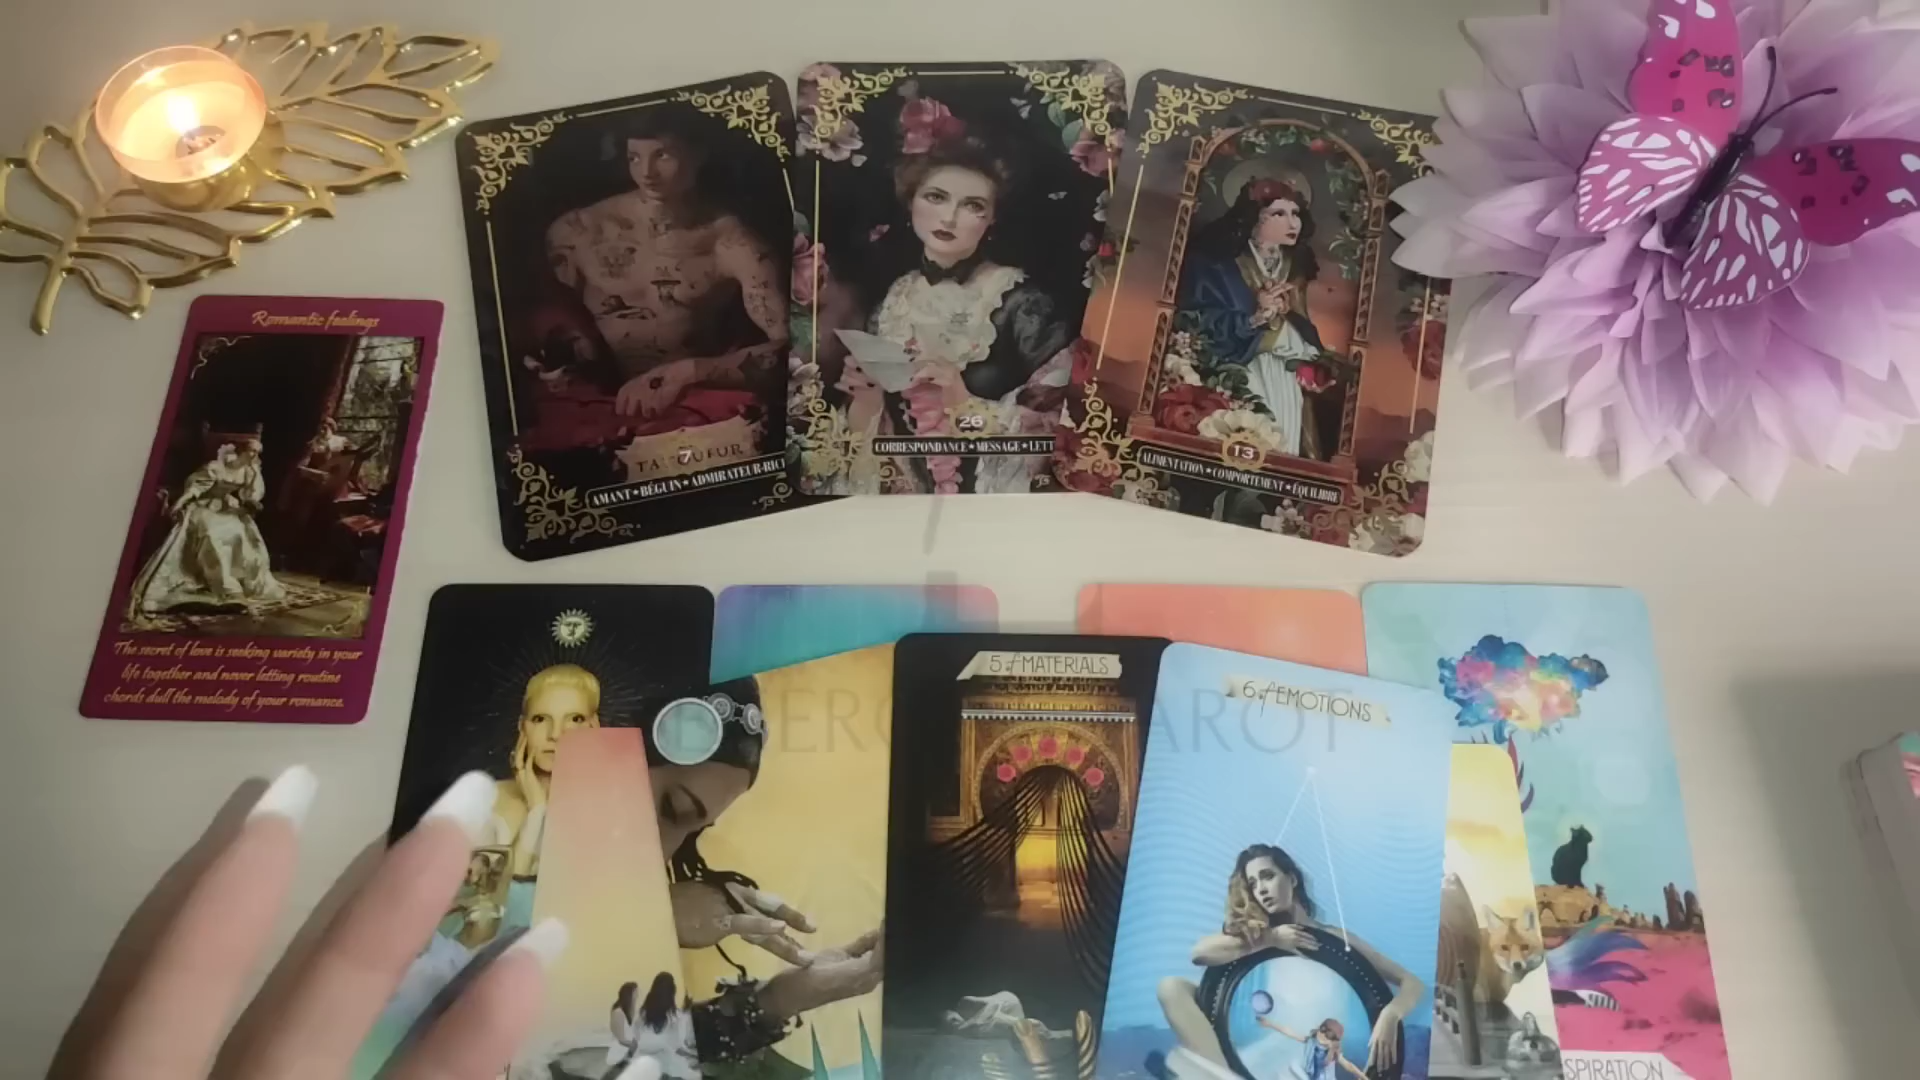 Romantic feelings
The secret of love is seeking variety in your
life together and never letting routine
chords dull the melody of your romance.
7
AMANT★BÉGUIN★ADMIRATEUR-RICI
26
CORRESPONDANCE★MESSAGE★LETT
13
ALIMENTATION★COMPORTEMENT★ÉQUILIBRE
5 of MATERIALS
6 of EMOTIONS
AROT
SPIRATION